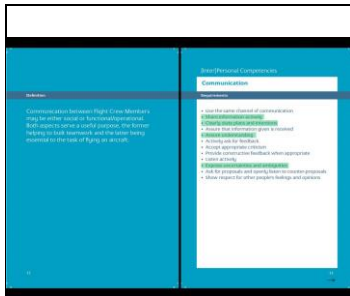 (Inter)Personal Competencies
Communication
Definition
Requirements
Communication between Flight Crew Members
may be either social or functional/operational.
Both aspects serve a useful purpose, the former
helping to build teamwork and the latter being
essential to the task of flying an aircraft.
• Use the same channel of communication
• Share information actively
• Clearly state plans and intentions
• Assure that information given is received
• Assure understanding
• Actively ask for feedback
• Accept appropriate criticism
• Provide constructive feedback when appropriate
• Listen actively
• Express uncertainties and ambiguities
• Ask for proposals and openly listen to counter-proposals
• Show respect for other people's feelings and opinions